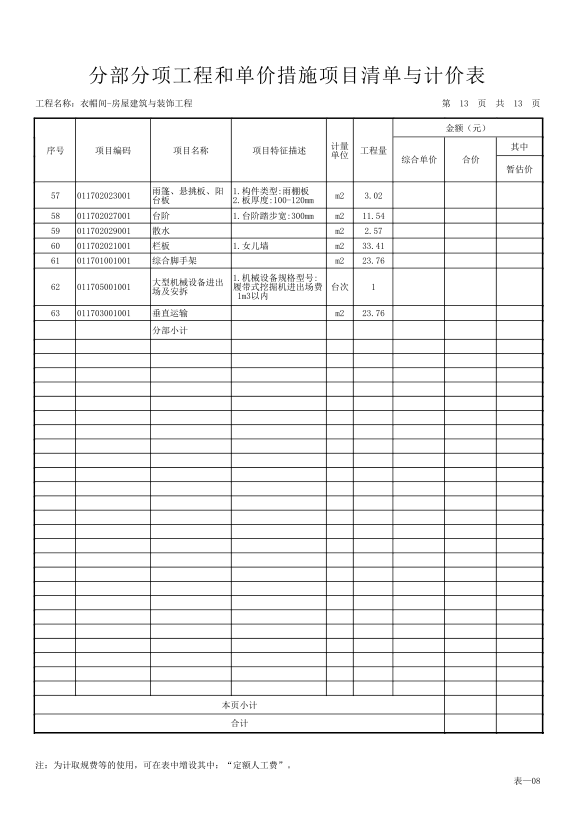 分部分项工程和单价措施项目清单与计价表
工程名称：衣帽间-房屋建筑与装饰工程 第 13 页 共 13 页
序号 项目编码 项目名称 项目特征描述 计量单位 工程量 金额（元）
综合单价 合价 其中
暂估价
57 011702023001 雨篷、悬挑板、阳台板 1.构件类型:雨棚板 2.板厚度:100-120mm m2 3.02
58 011702027001 台阶 1.台阶踏步宽:300mm m2 11.54
59 011702029001 散水 m2 2.57
60 011702021001 栏板 1.女儿墙 m2 33.41
61 011701001001 综合脚手架 m2 23.76
62 011705001001 大型机械设备进出场及安拆 1.机械设备规格型号:履带式挖掘机进出场费 1m3以内 台次 1
63 011703001001 垂直运输 m2 23.76
分部小计
本页小计
合计
注：为计取规费等的使用，可在表中增设其中：“定额人工费”。
表—08